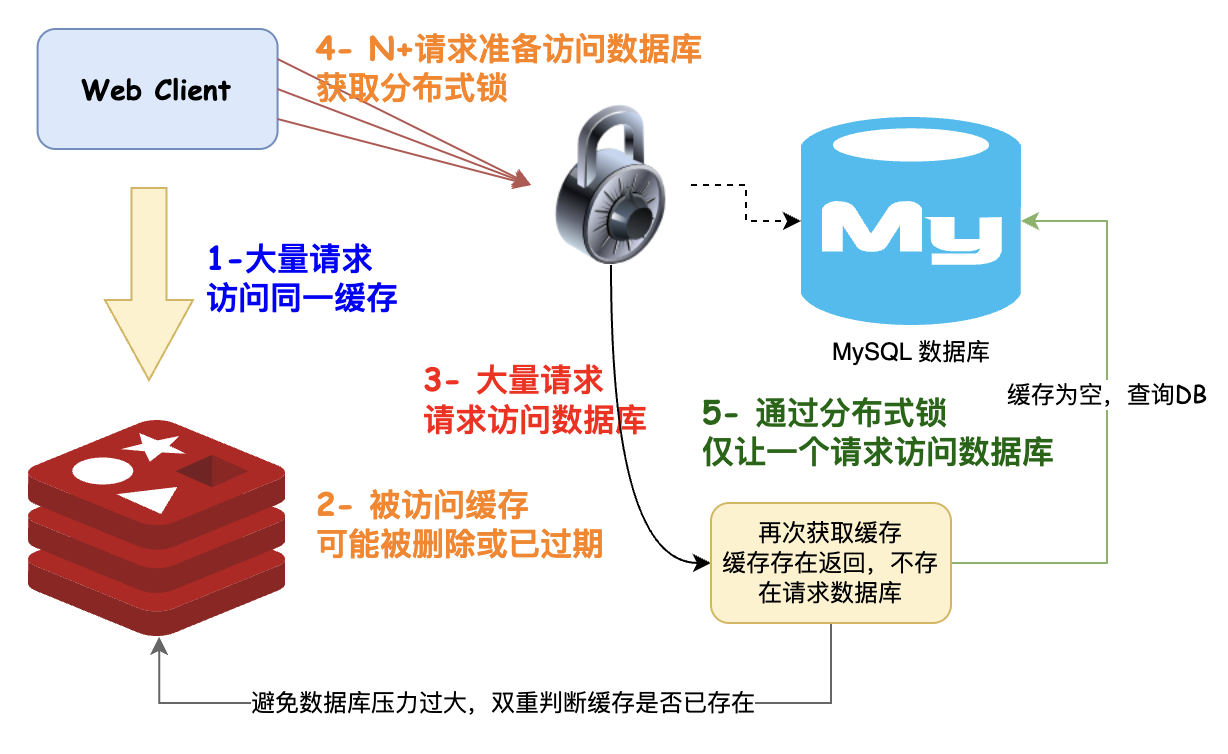 Web Client
4- N+请求准备访问数据库
获取分布式锁
1-大量请求
访问同一缓存
My
MySQL 数据库
3- 大量请求
请求访问数据库
5- 通过分布式锁
仅让一个请求访问数据库
缓存为空，查询DB
2- 被访问缓存
可能被删除或已过期
再次获取缓存
缓存存在返回，不存
在请求数据库
避免数据库压力过大，双重判断缓存是否已存在